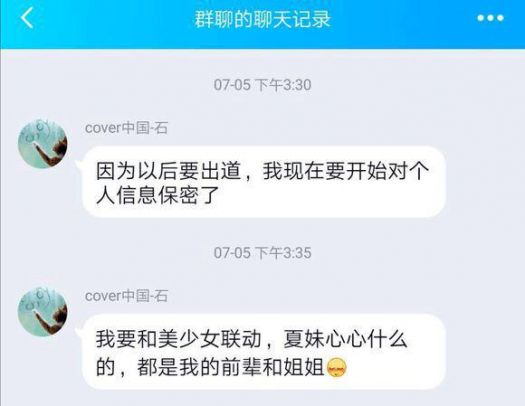 群聊的聊天记录
07-05 下午3:30
cover中国-石
因为以后要出道，我现在要开始对个
人信息保密了
07-05 下午3:35
cover中国-石
我要和美少女联动，夏妹心心什么
的，都是我的前辈和姐姐